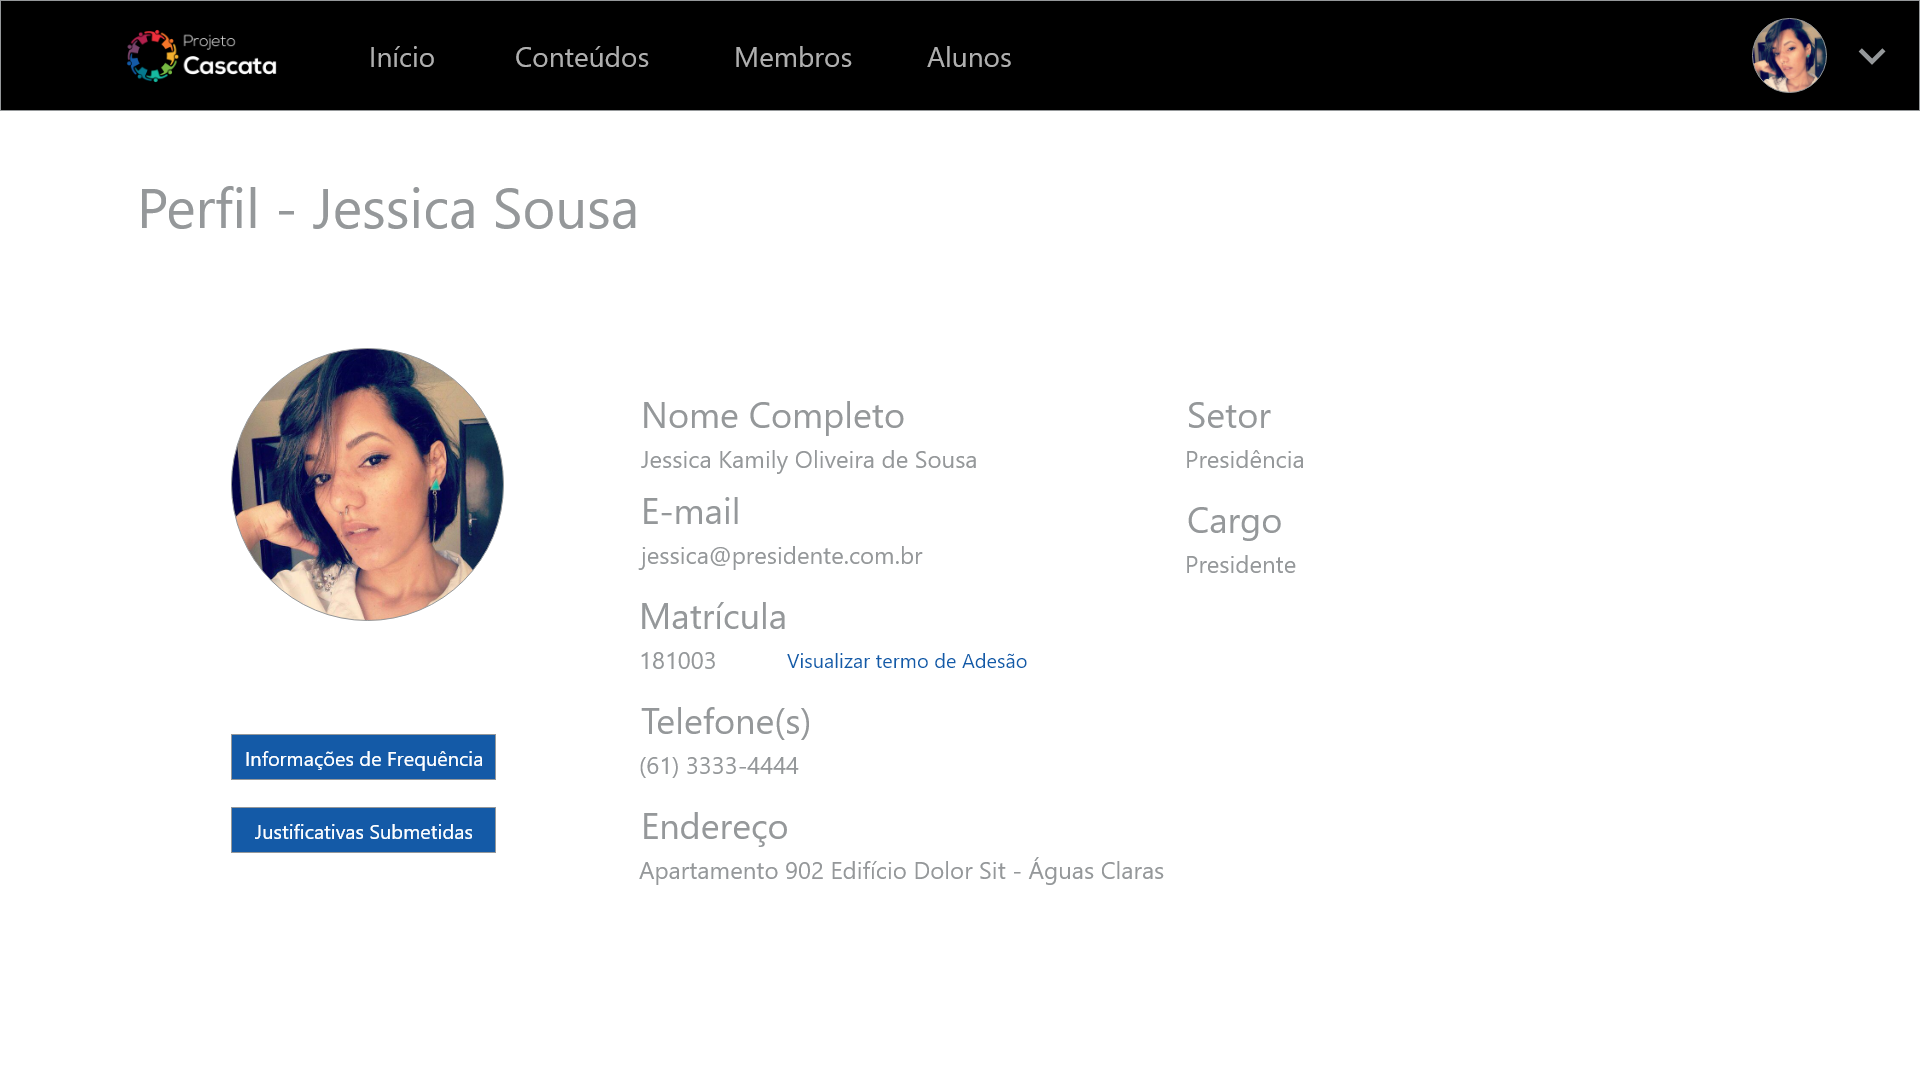 Projeto
Cascata
Início
Conteúdos
Membros
Alunos
Perfil - Jessica Sousa
Nome Completo
Jessica Kamily Oliveira de Sousa
E-mail
jessica@presidente.com.br
Matrícula
181003
Visualizar termo de Adesão
Telefone(s)
(61) 3333-4444
Endereço
Apartamento 902 Edifício Dolor Sit - Águas Claras
Setor
Presidência
Cargo
Presidente
Informações de Frequência
Justificativas Submetidas